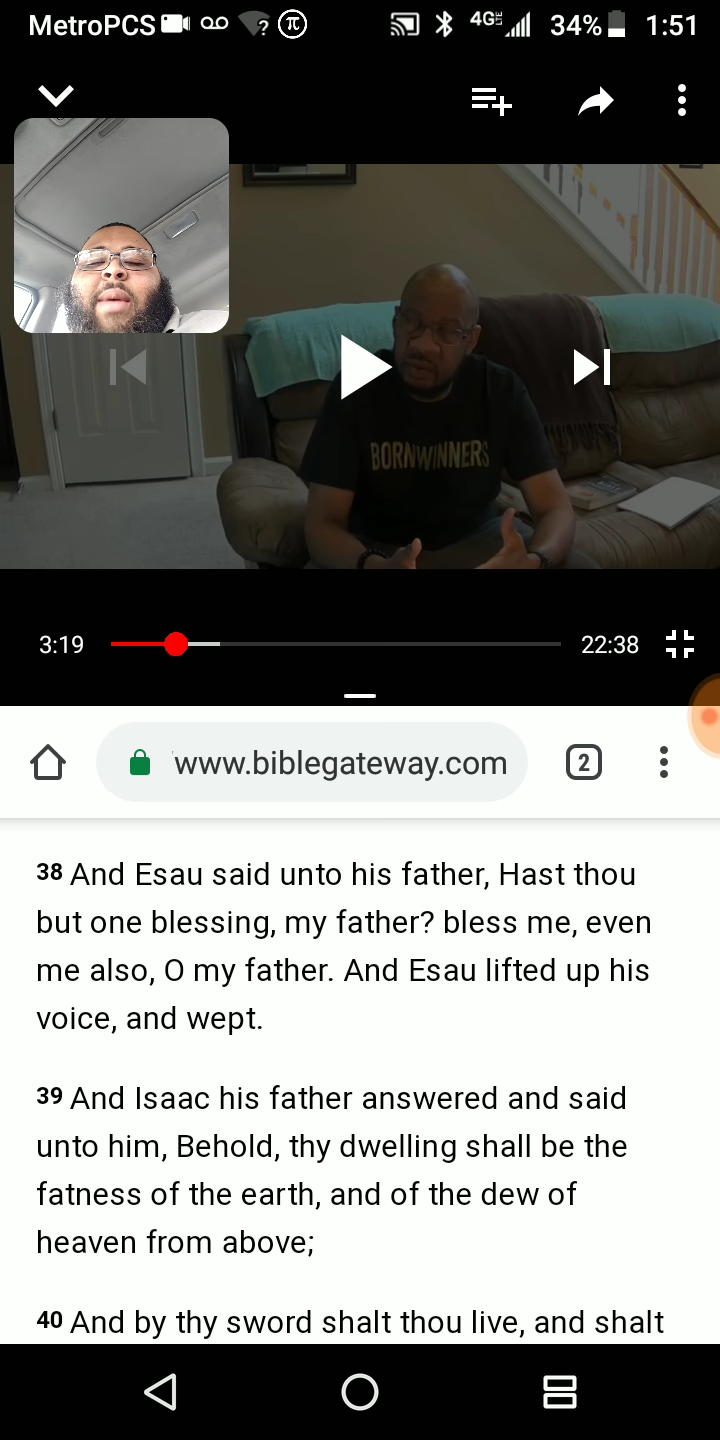 MetroPCS 4G LTE 34% 1:51
BORNWINNERS
3:19 22:38
www.biblegateway.com 2
38 And Esau said unto his father, Hast thou
but one blessing, my father? bless me, even
me also, O my father. And Esau lifted up his
voice, and wept.
39 And Isaac his father answered and said
unto him, Behold, thy dwelling shall be the
fatness of the earth, and of the dew of
heaven from above;
40 And by thy sword shalt thou live, and shalt